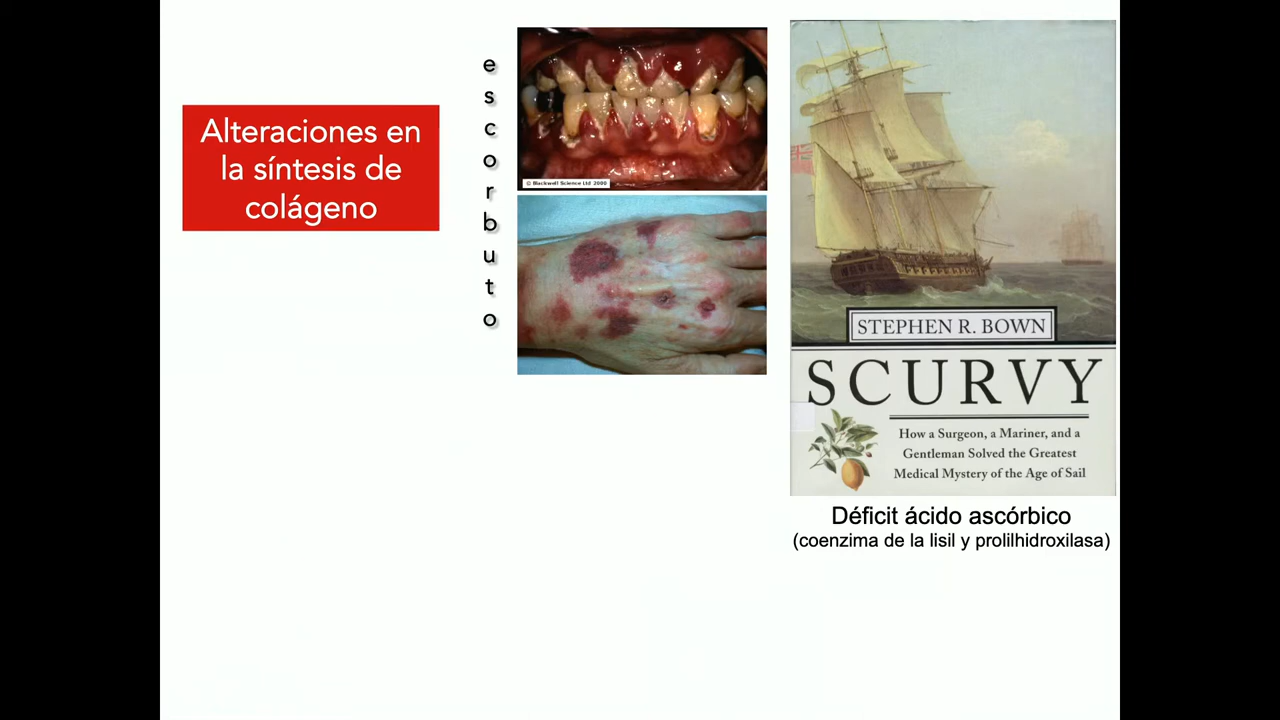 Alteraciones en
la síntesis de
colágeno
escorbuto
© Blackwell Science Ltd 2000
STEPHEN R. BOWN
SCURVY
How a Surgeon, a Mariner, and a
Gentleman Solved the Greatest
Medical Mystery of the Age of Sail
Déficit ácido ascórbico
(coenzima de la lisil y prolilhidroxilasa)